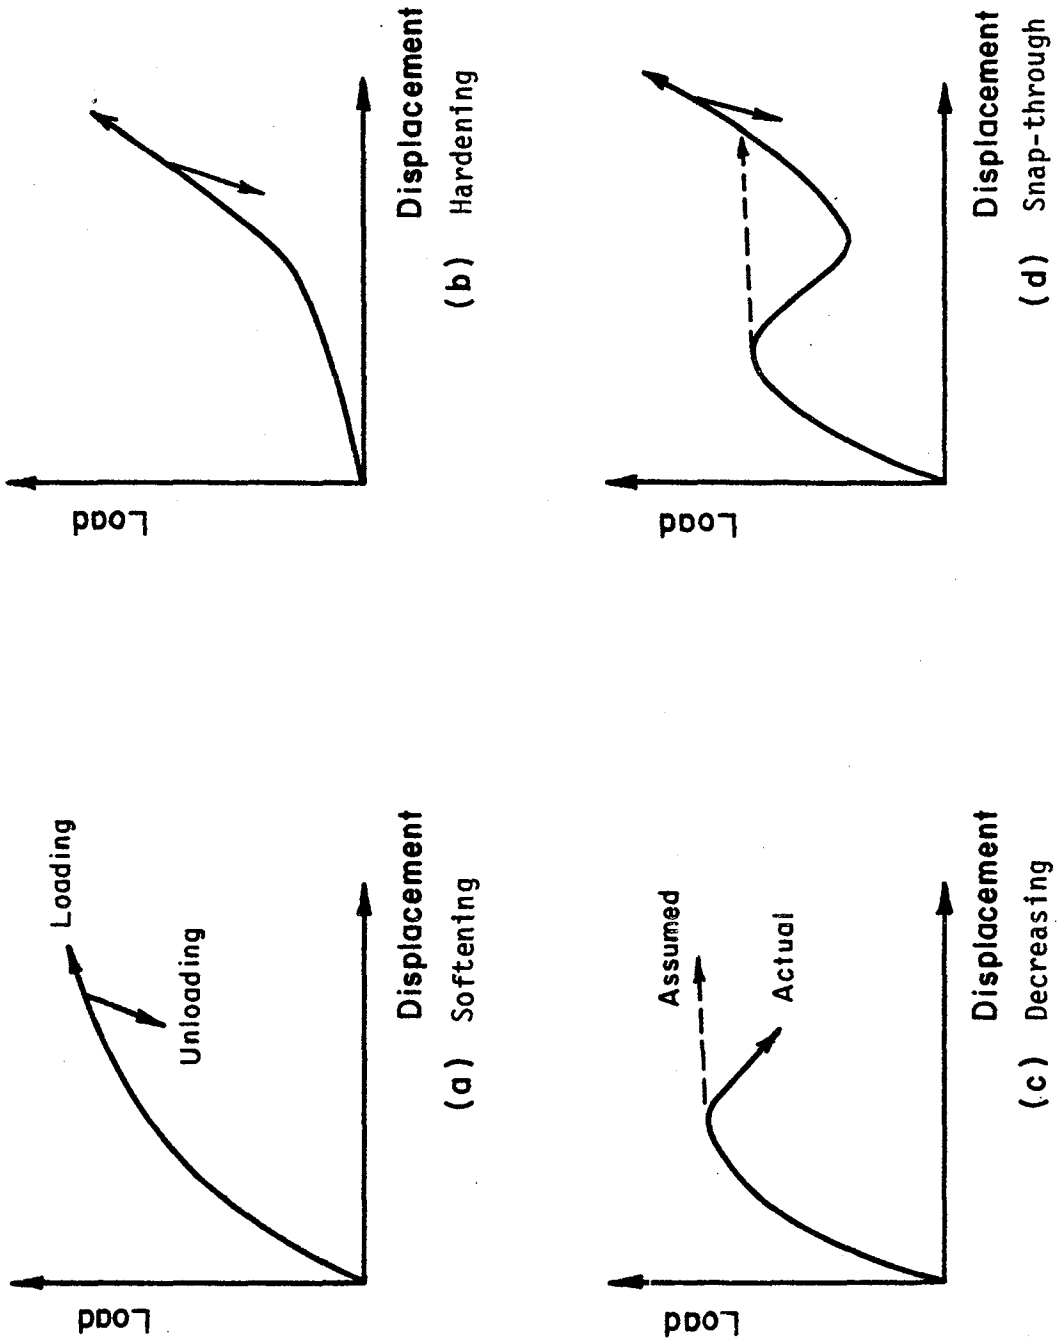 Load
Loading
Unloading
Displacement
(a) Softening
Load
Displacement
(b) Hardening
Load
Assumed
Actual
Displacement
(c) Decreasing
Load
Displacement
(d) Snap-through